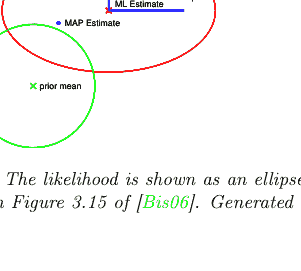 ML Estimate
MAP Estimate
prior mean
The likelihood is shown as an ellipse
Figure 3.15 of [Bis06]. Generated